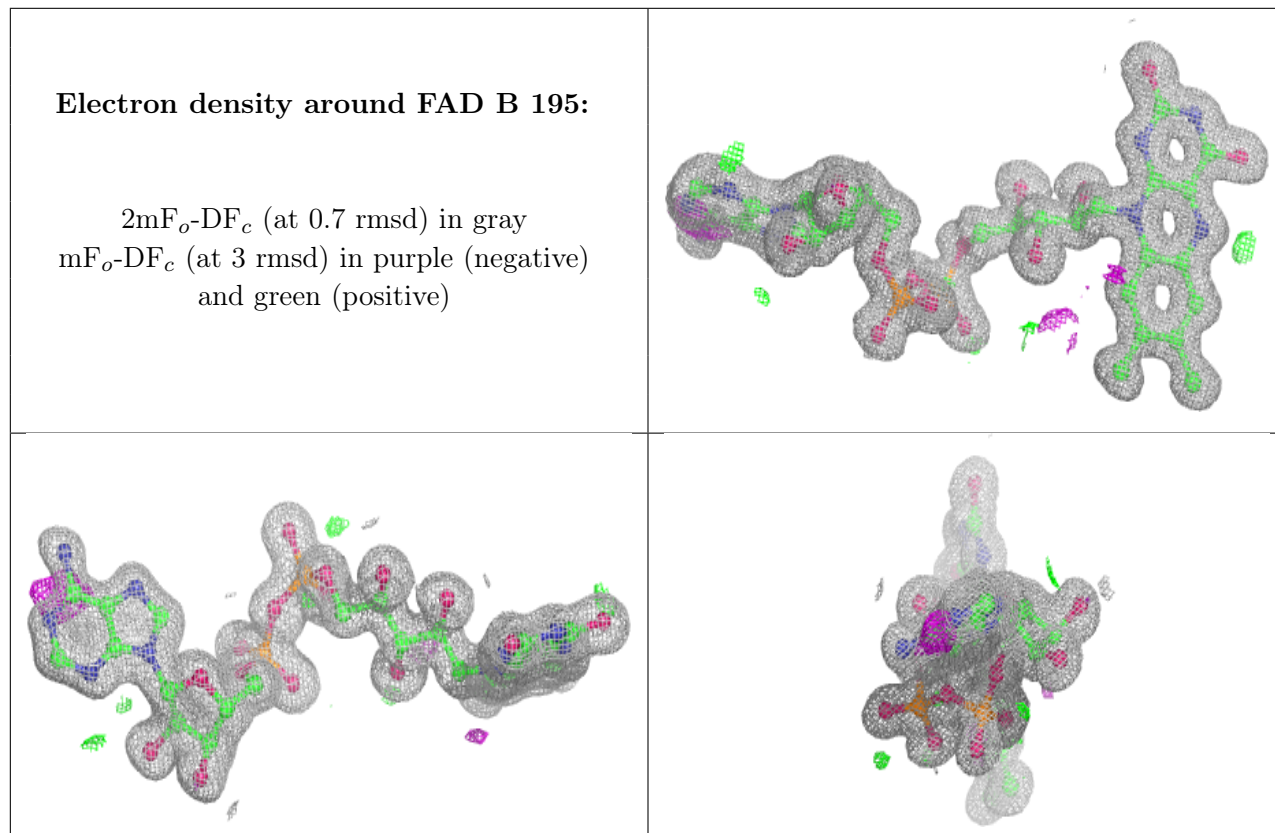 Electron density around FAD B 195:
2mFo-DFc (at 0.7 rmsd) in gray
mFo-DFc (at 3 rmsd) in purple (negative)
and green (positive)